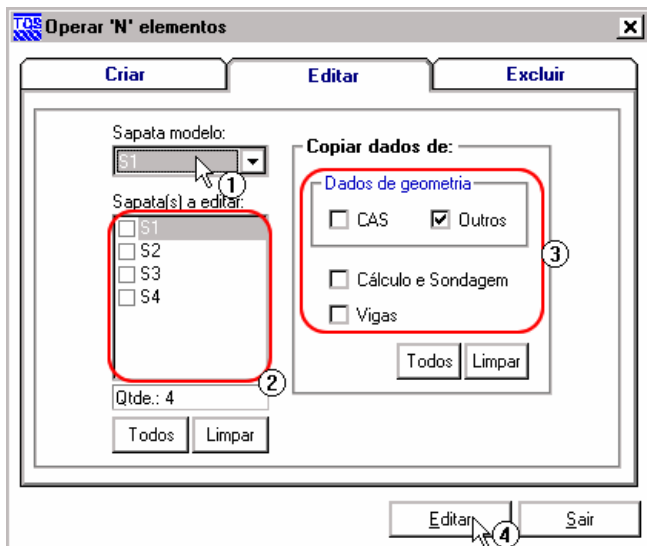 TQS Operar 'N' elementos
Criar Editar Excluir
Sapata modelo:
S1
1
Sapata(s) a editar:
S1
S2
S3
S4
2
Qtde.: 4
Todos Limpar
Copiar dados de:
Dados de geometria
CAS Outros
3
Cálculo e Sondagem
Vigas
Todos Limpar
Editar Sair
4